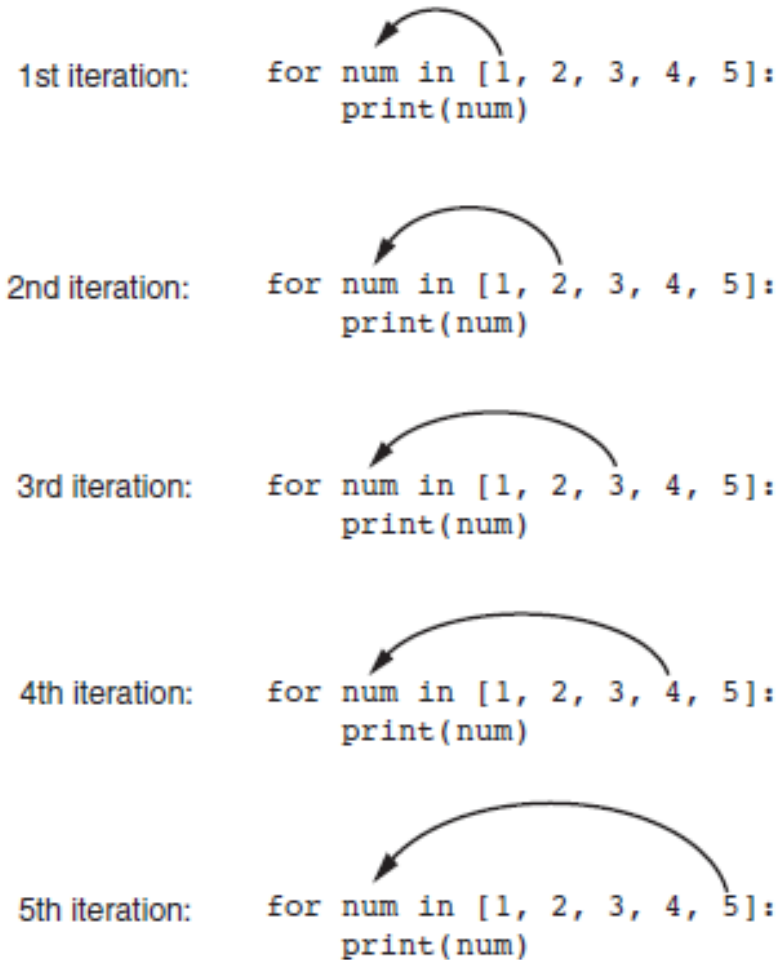 1st iteration: for num in [1, 2, 3, 4, 5]:
print(num)
2nd iteration: for num in [1, 2, 3, 4, 5]:
print(num)
3rd iteration: for num in [1, 2, 3, 4, 5]:
print(num)
4th iteration: for num in [1, 2, 3, 4, 5]:
print(num)
5th iteration: for num in [1, 2, 3, 4, 5]:
print(num)